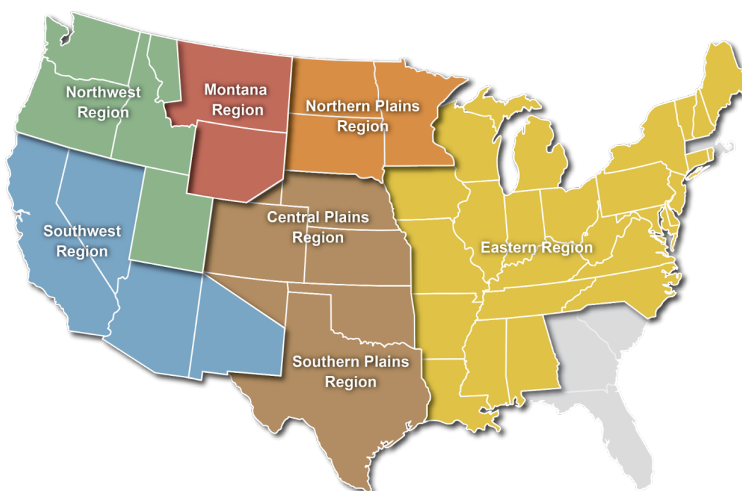 Northwest
Region
Montana
Region
Northern Plains
Region
Southwest
Region
Central Plains
Region
Eastern Region
Southern Plains
Region